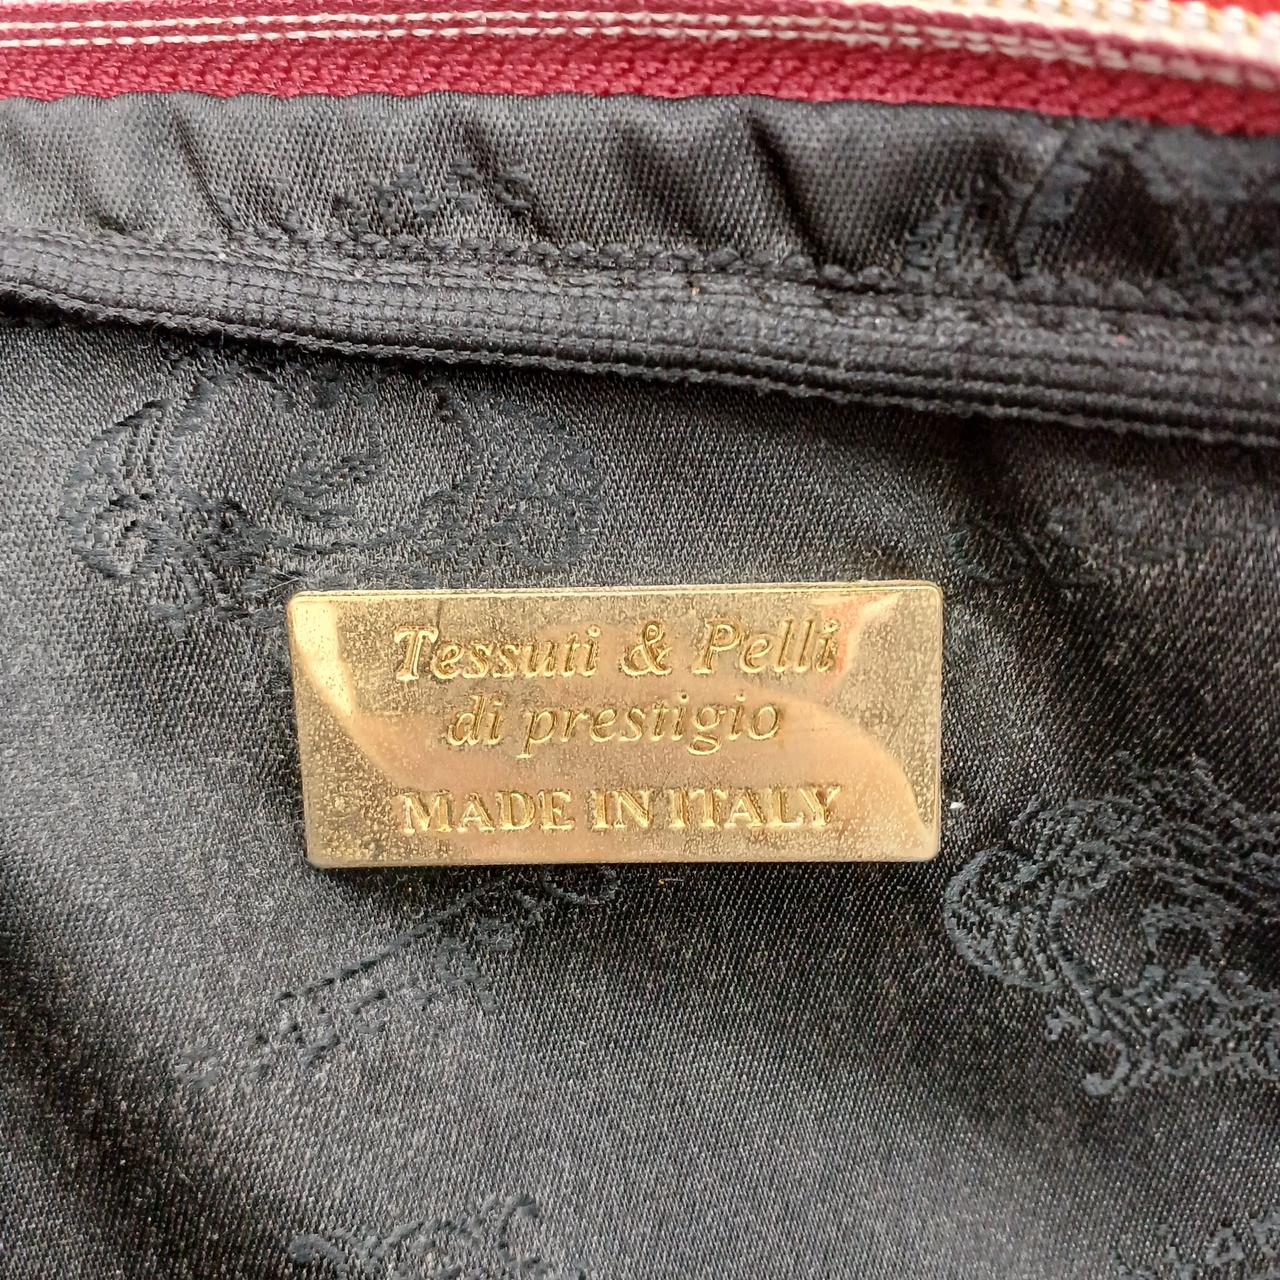 Tessuti & Pelli
di prestigio
MADE IN ITALY